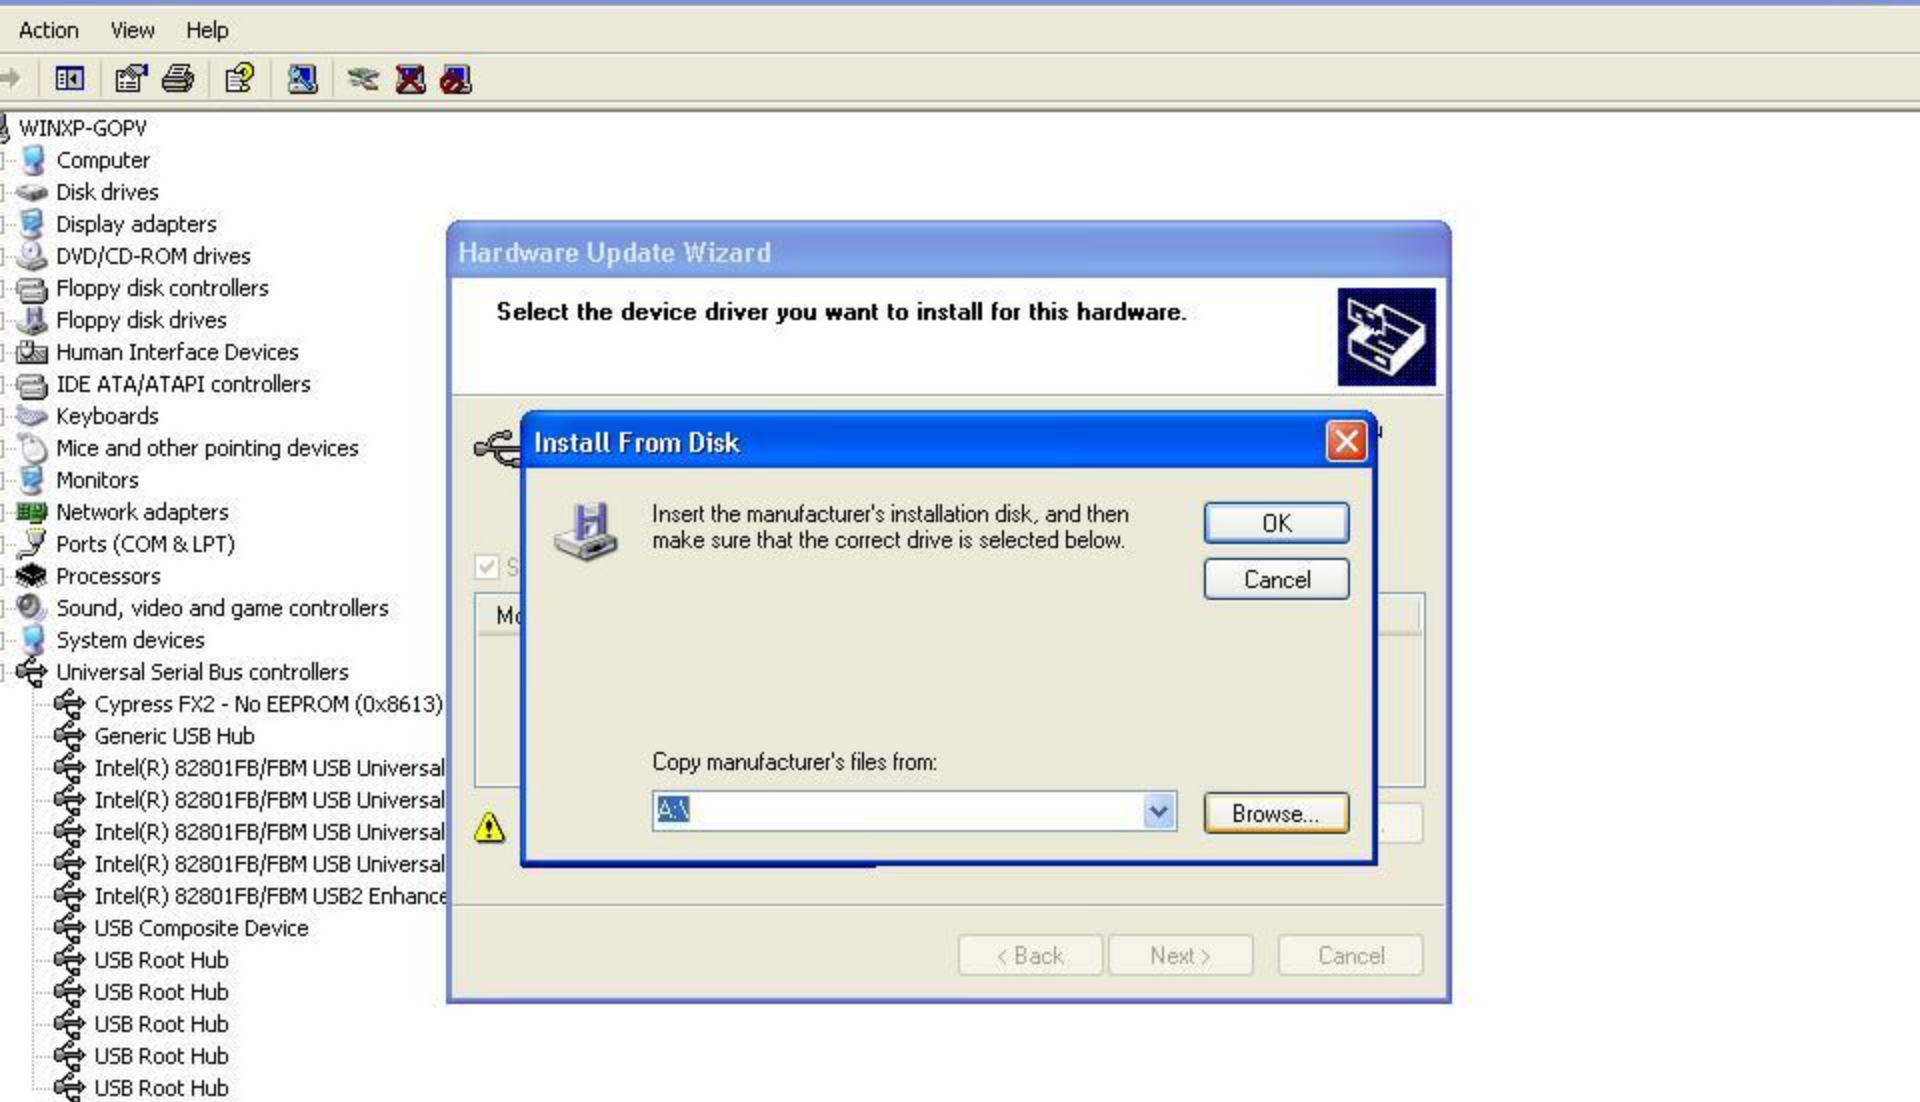 Action View Help
WINXP-GOPV
Computer
Disk drives
Display adapters
DVD/CD-ROM drives
Floppy disk controllers
Floppy disk drives
Human Interface Devices
IDE ATA/ATAPI controllers
Keyboards
Mice and other pointing devices
Monitors
Network adapters
Ports (COM & LPT)
Processors
Sound, video and game controllers
System devices
Universal Serial Bus controllers
Cypress FX2 - No EEPROM (0x8613)
Generic USB Hub
Intel(R) 82801FB/FBM USB Universal
Intel(R) 82801FB/FBM USB Universal
Intel(R) 82801FB/FBM USB Universal
Intel(R) 82801FB/FBM USB Universal
Intel(R) 82801FB/FBM USB2 Enhance
USB Composite Device
USB Root Hub
USB Root Hub
USB Root Hub
USB Root Hub
USB Root Hub
Hardware Update Wizard
Select the device driver you want to install for this hardware.
Install From Disk
Insert the manufacturer's installation disk, and then
make sure that the correct drive is selected below.
OK
Cancel
S
Mo
Copy manufacturer's files from:
A:\
Browse...
< Back Next > Cancel